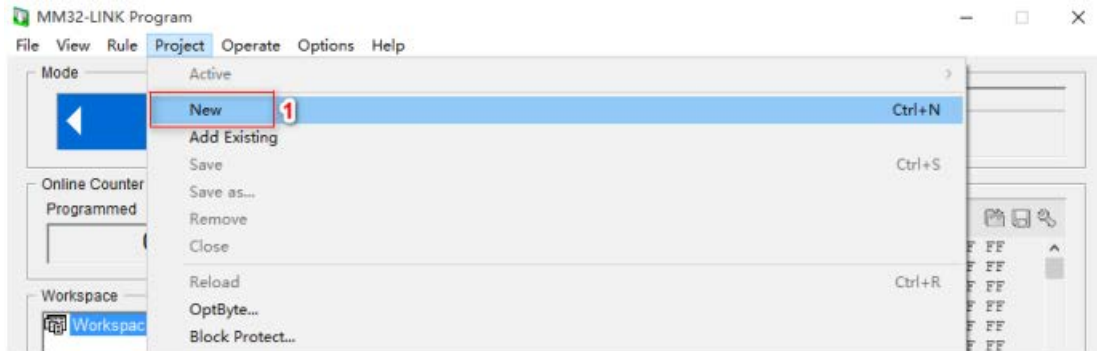 MM32-LINK Program
File View Rule Project Operate Options Help
Mode
Active
New 1 Ctrl+N
Add Existing
Save Ctrl+S
Online Counter
Save as...
Programmed
Remove
Close
F FF
F FF
Reload Ctrl+R
F FF
Workspace
OptByte...
F FF
Workspac
Block Protect...
F FF
F FF